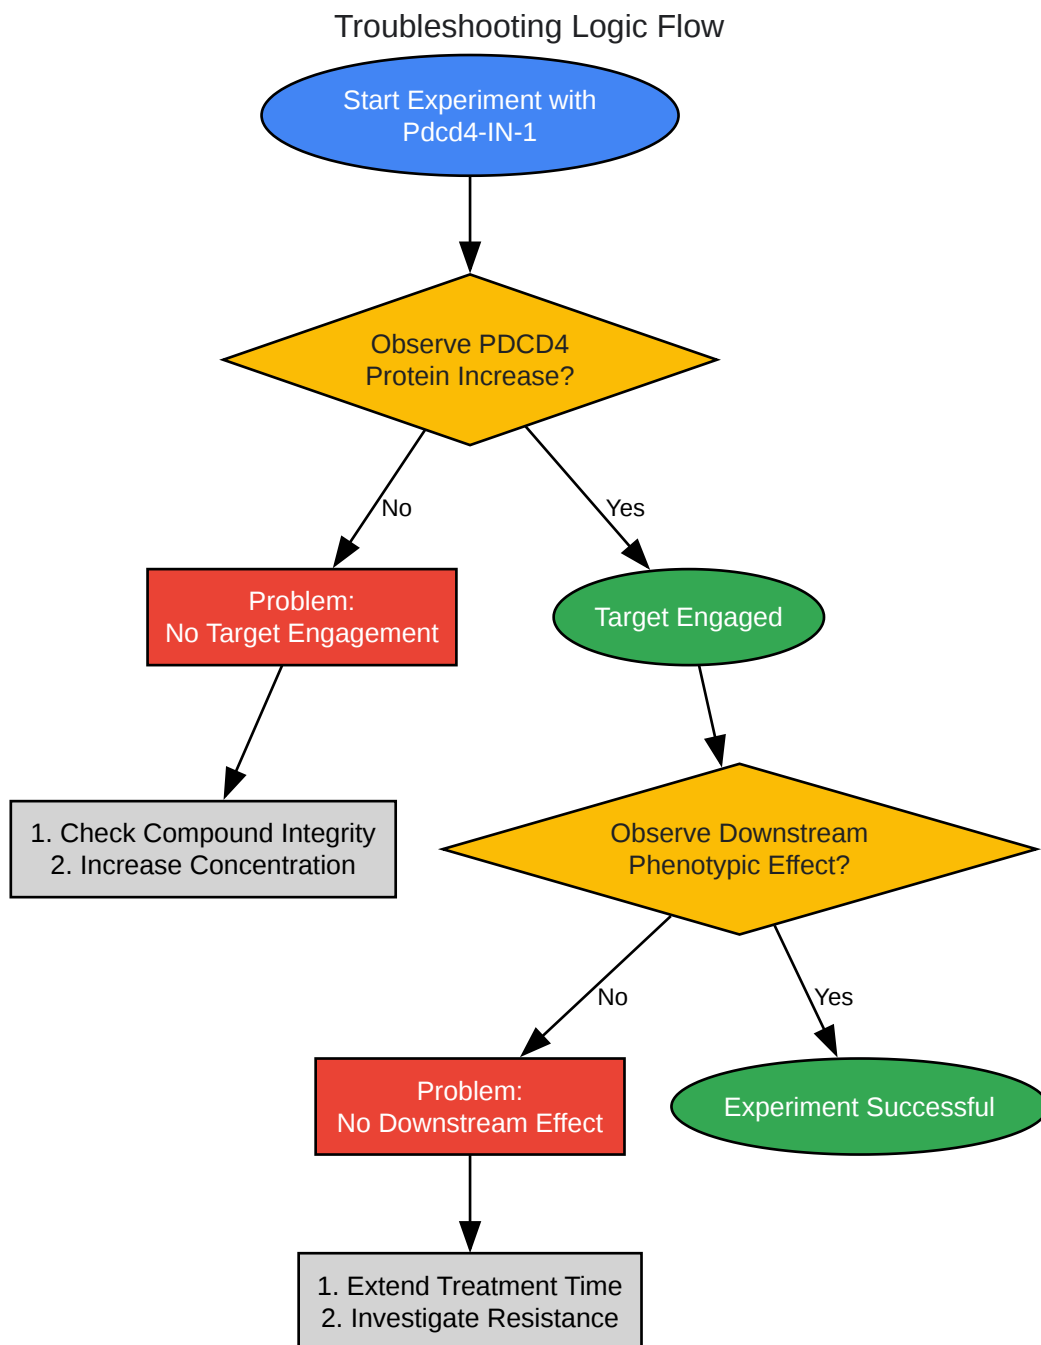 Troubleshooting Logic Flow
Start Experiment with
Pdcd4-IN-1
Observe PDCD4
Protein Increase?
No
Yes
Problem:
No Target Engagement
Target Engaged
1. Check Compound Integrity
2. Increase Concentration
Observe Downstream
Phenotypic Effect?
No
Yes
Problem:
No Downstream Effect
Experiment Successful
1. Extend Treatment Time
2. Investigate Resistance